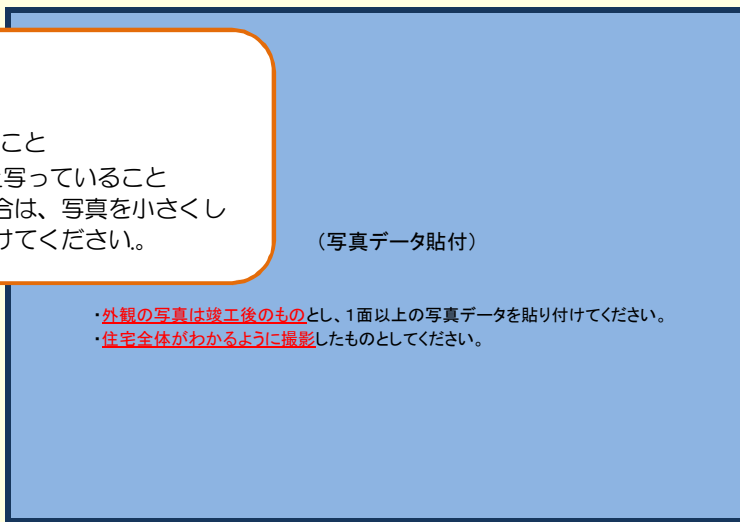 こと
写っていること
合は、写真を小さくし
けてください。
（写真データ貼付）
・外観の写真は竣工後のものとし、1面以上の写真データを貼り付けてください。
・住宅全体がわかるように撮影したものとしてください。